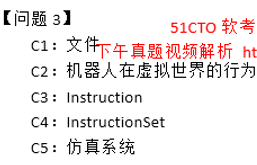 【问题 3】
51CTO 软考
C1：文件
下午真题视频解析 ht
C2：机器人在虚拟世界的行为
C3：Instruction
C4：InstructionSet
C5：仿真系统